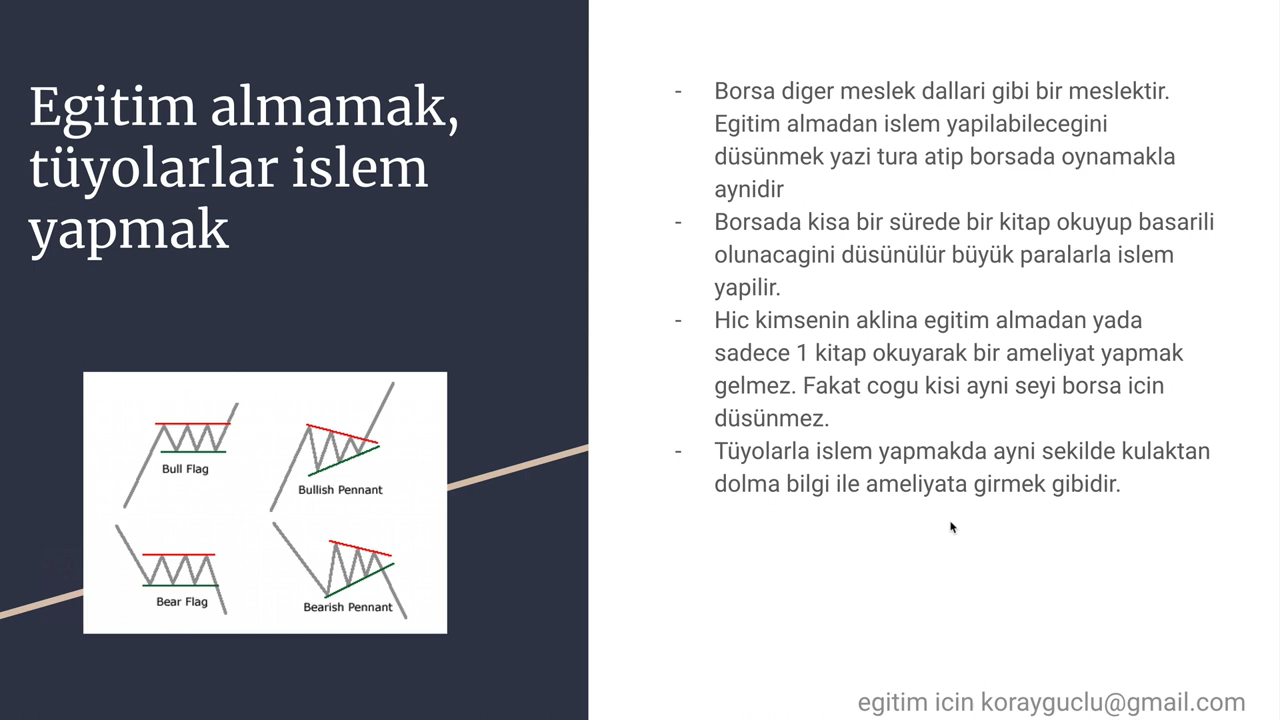 Egitim almamak,
tüyolarlar islem
yapmak
Bull Flag
Bullish Pennant
Bear Flag
Bearish Pennant
- Borsa diger meslek dallari gibi bir meslektir.
Egitim almadan islem yapilabilecegini
düsünmek yazi tura atip borsada oynamakla
aynidir
- Borsada kisa bir sürede bir kitap okuyup basarili
olunacagini düsünülür büyük paralarla islem
yapilir.
- Hic kimsenin aklina egitim almadan yada
sadece 1 kitap okuyarak bir ameliyat yapmak
gelmez. Fakat cogu kisi ayni seyi borsa icin
düsünmez.
- Tüyolarla islem yapmakda ayni sekilde kulaktan
dolma bilgi ile ameliyata girmek gibidir.
egitim icin korayguclu@gmail.com